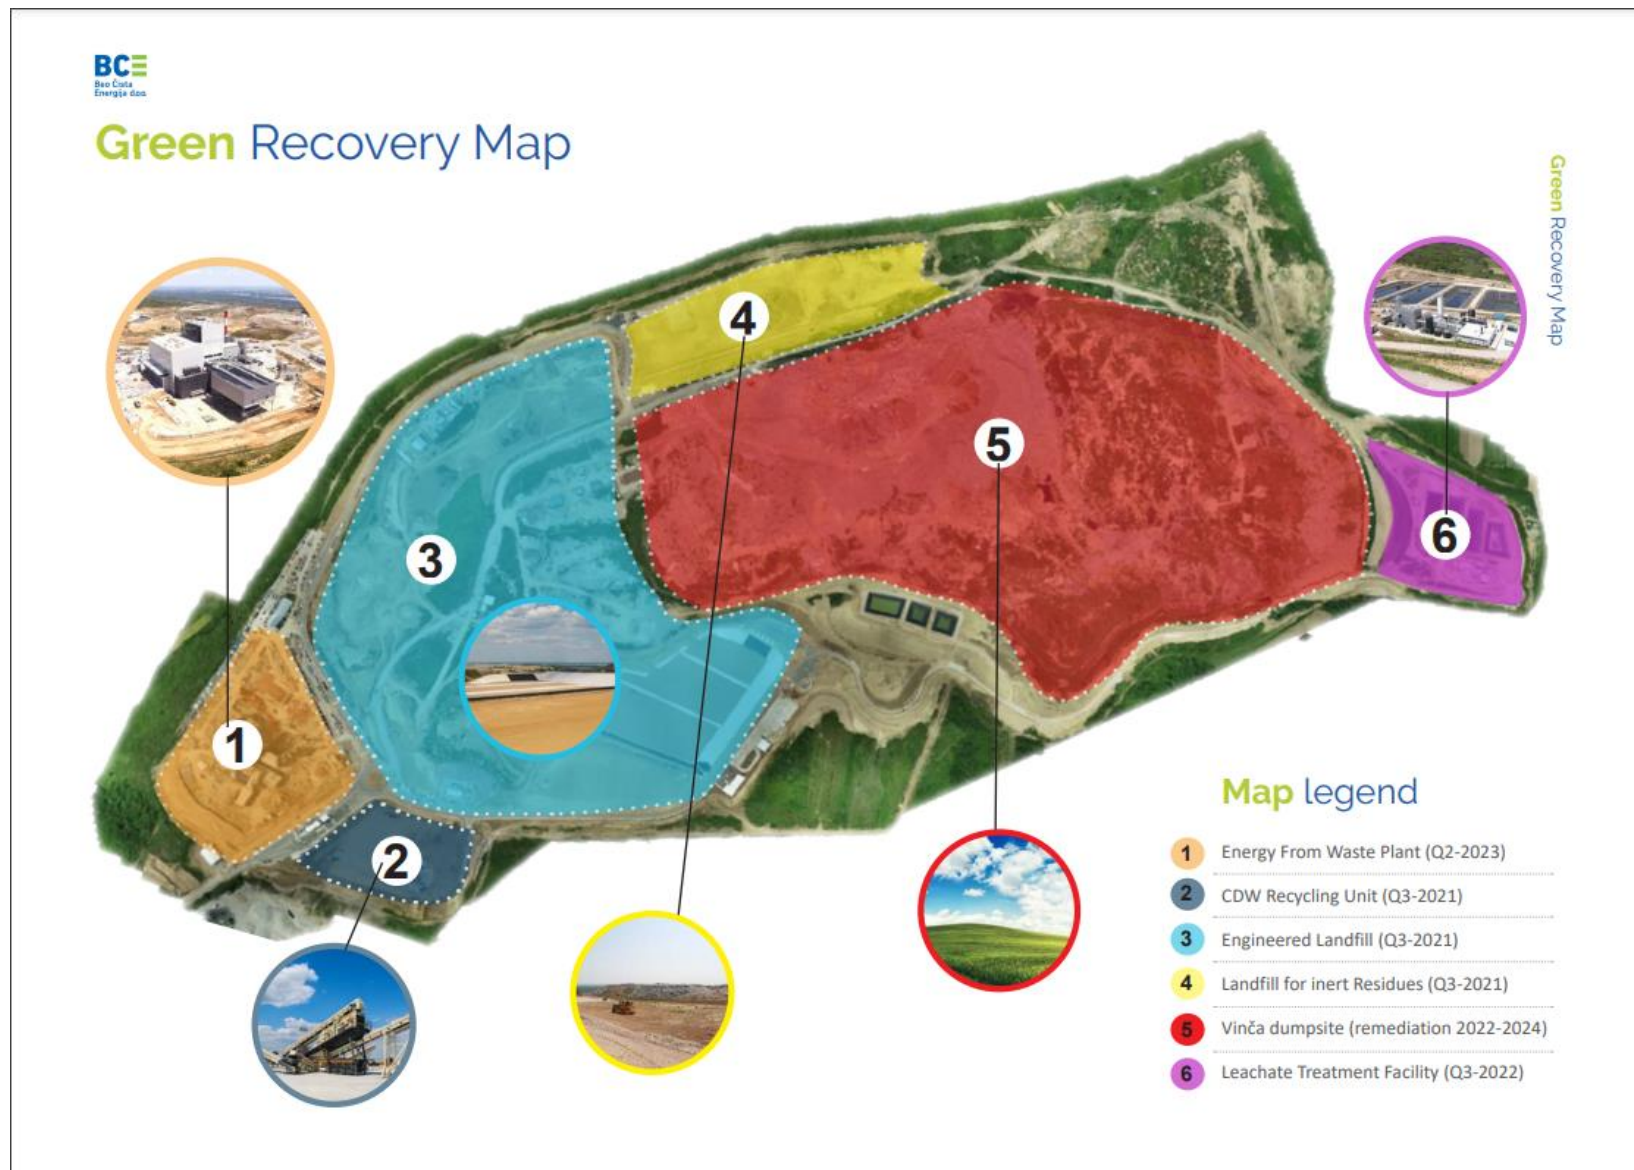 BCE
Beo Čista
Energija d.o.o.
Green Recovery Map
Green Recovery Map
4
5
3
6
1
2
Map legend
1 Energy From Waste Plant (Q2-2023)
2 CDW Recycling Unit (Q3-2021)
3 Engineered Landfill (Q3-2021)
4 Landfill for inert Residues (Q3-2021)
5 Vinča dumpsite (remediation 2022-2024)
6 Leachate Treatment Facility (Q3-2022)